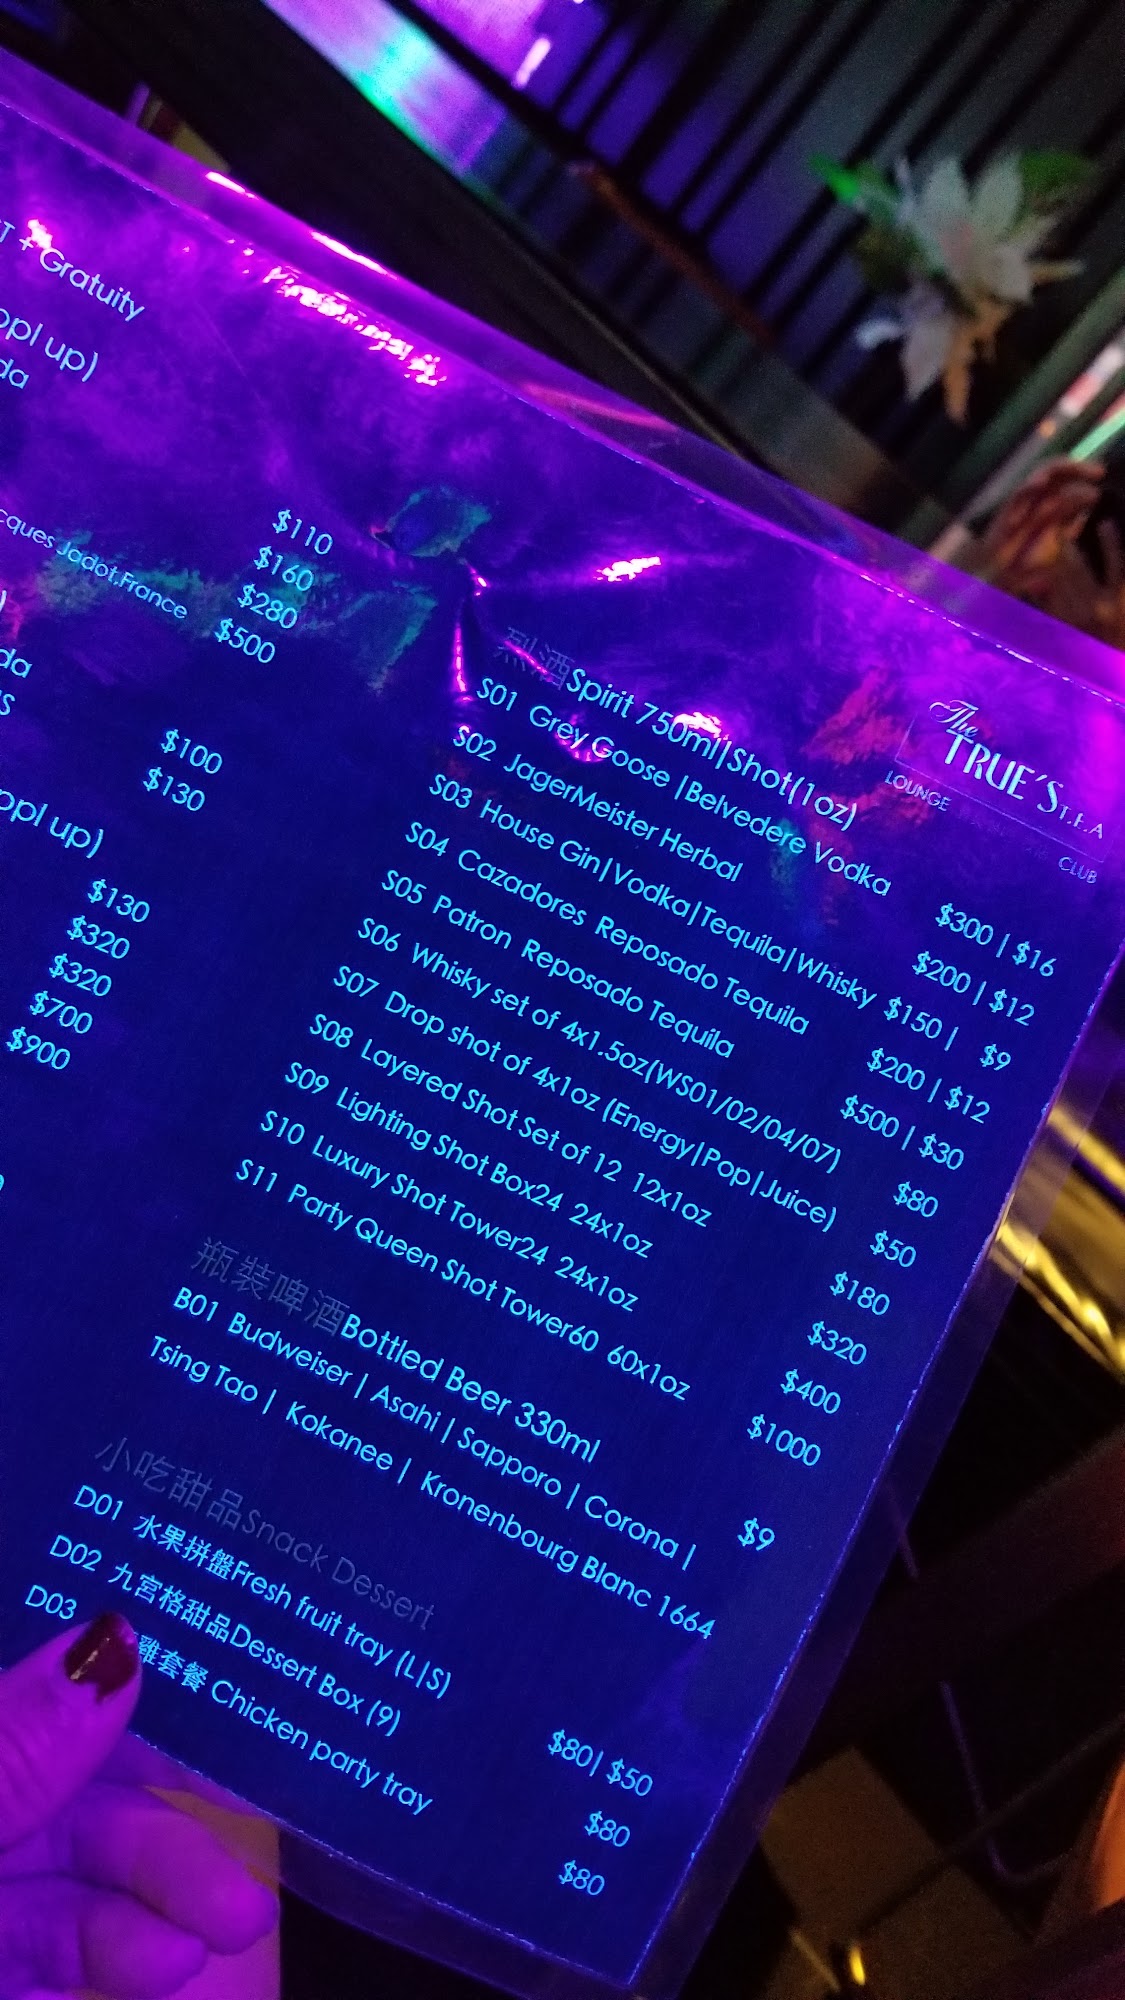 + Gratuity
up)
$110
$160
$280
Jadot,France $500
$100
$130
up)
$130
$320
$320
$700
$900
The
TRUE'S T.F.A
LOUNGE CLUB
烈酒Spirit 750ml|Shot(1oz)
S01 Grey Goose |Belvedere Vodka $300 | $16
S02 JagerMeister Herbal $200 | $12
S03 House Gin|Vodka|Tequila|Whisky $150 | $9
S04 Cazadores Reposado Tequila $200 | $12
S05 Patron Reposado Tequila $500 | $30
S06 Whisky set of 4x1.5oz(WS01/02/04/07) $80
S07 Drop shot of 4x1oz (Energy|Pop|Juice) $50
S08 Layered Shot Set of 12 12x1oz $180
S09 Lighting Shot Box24 24x1oz $320
S10 Luxury Shot Tower24 24x1oz $400
S11 Party Queen Shot Tower60 60x1oz $1000
瓶裝啤酒Bottled Beer 330ml
B01 Budweiser | Asahi | Sapporo | Corona | $9
Tsing Tao | Kokanee | Kronenbourg Blanc 1664
小吃甜品Snack Dessert
D01 水果拼盤Fresh fruit tray (L|S) $80| $50
D02 九宮格甜品Dessert Box (9) $80
D03 雞套餐 Chicken party tray $80